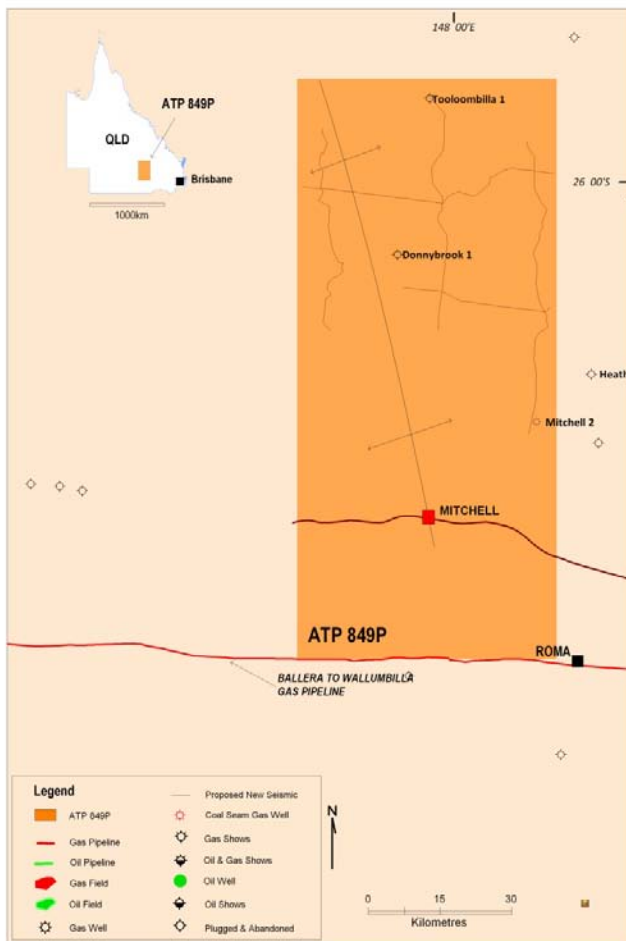 148 00'E
ATP 849P
Tooloombilla 1
QLD
Brisbane
26 00'S
1000km
Donnybrook 1
Heath
Mitchell 2
MITCHELL
ATP 849P
ROMA
BALLERA TO WALLUMBILLA
GAS PIPELINE
Legend
ATP 849P
Gas Pipeline
Oil Pipeline
Gas Field
Oil Field
Gas Well
Proposed New Seismic
Coal Seam Gas Well
Gas Shows
Oil & Gas Shows
Oil Well
Oil Shows
Plugged & Abandoned
N
0 15 30
Kilometres